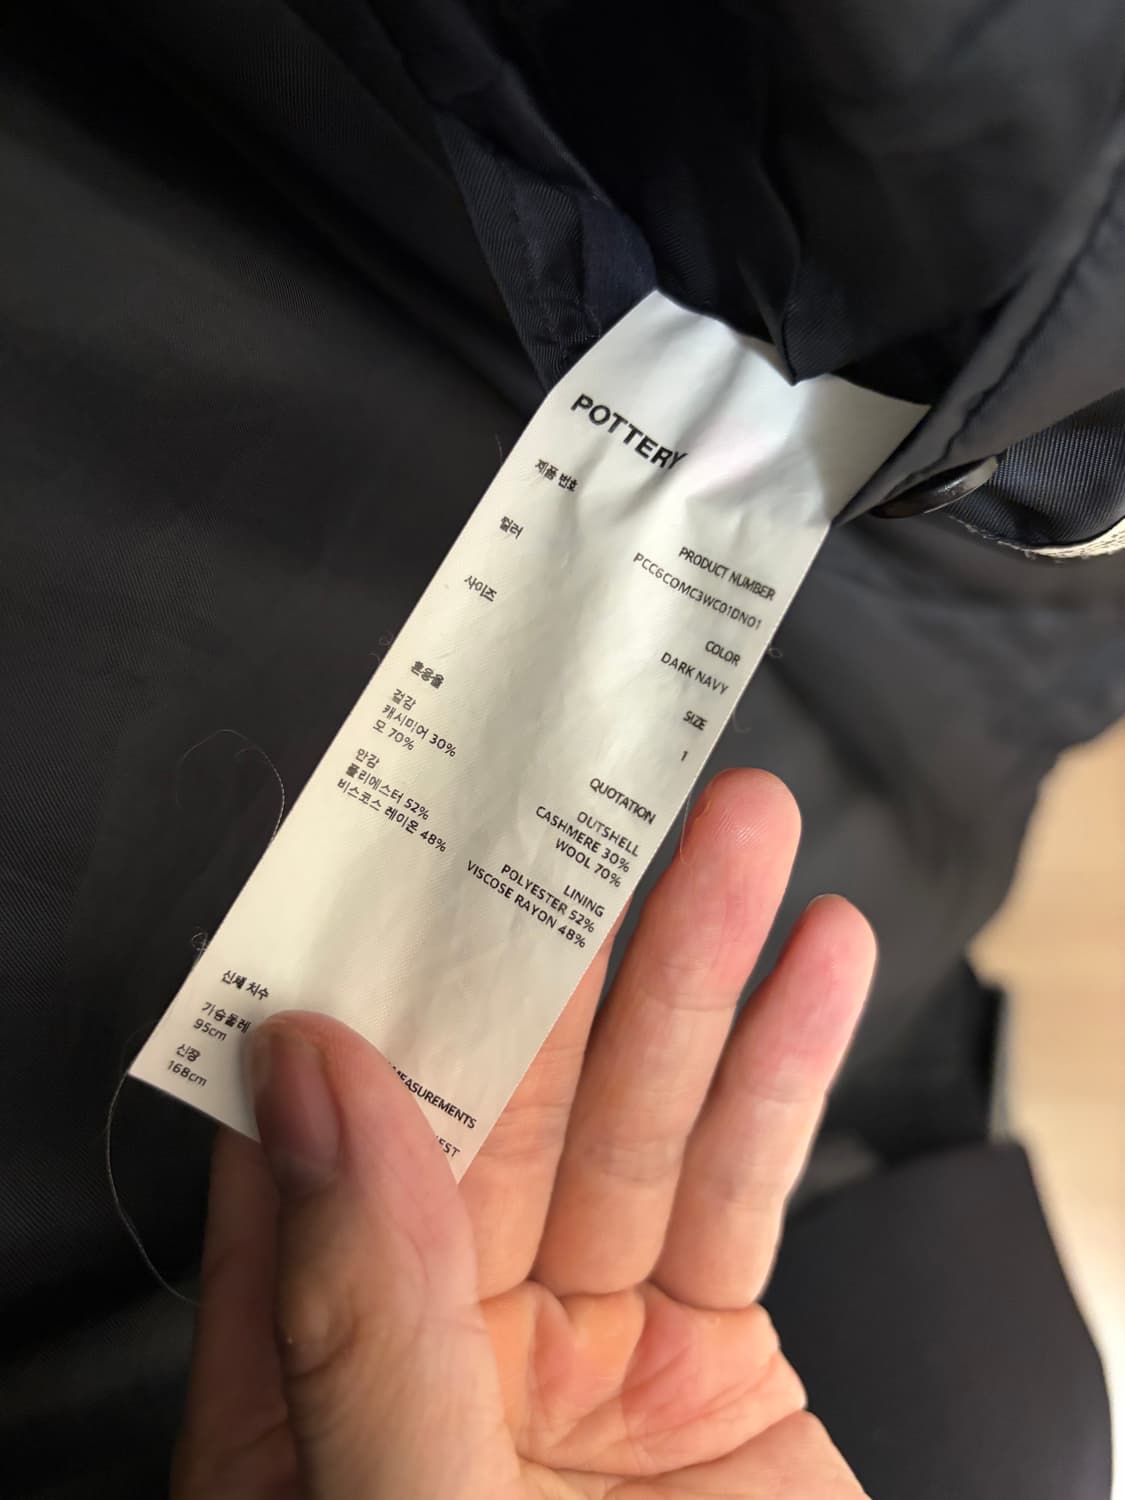 POTTERY
제품 번호
PRODUCT NUMBER
PCC6COMC3WC01DN01
컬러
COLOR
DARK NAVY
사이즈
SIZE
1
혼용율
QUOTATION
겉감
캐시미어 30%
모 70%
OUTSHELL
CASHMERE 30%
WOOL 70%
안감
폴리에스터 52%
비스코스 레이온 48%
LINING
POLYESTER 52%
VISCOSE RAYON 48%
신체 치수
MEASUREMENTS
가슴둘레
95cm
신장
168cm